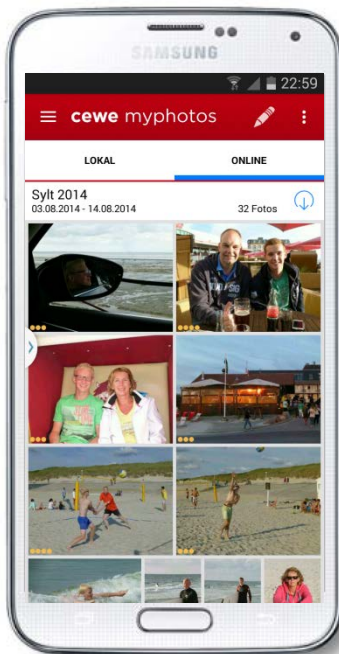 SAMSUNG
22:59
cewe myphotos
LOKAL
ONLINE
Sylt 2014
03.08.2014 - 14.08.2014
32 Fotos